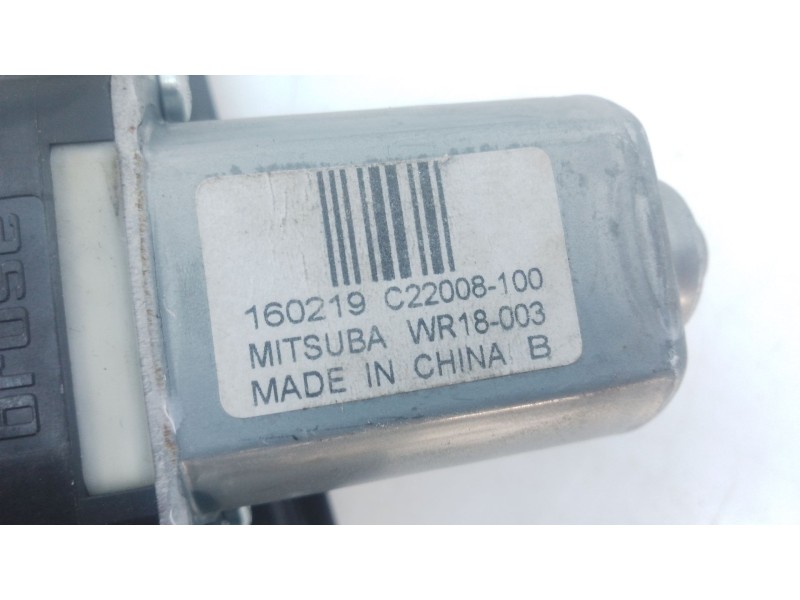 160219 C22008-100
MITSUBA WR18-003
MADE IN CHINA B